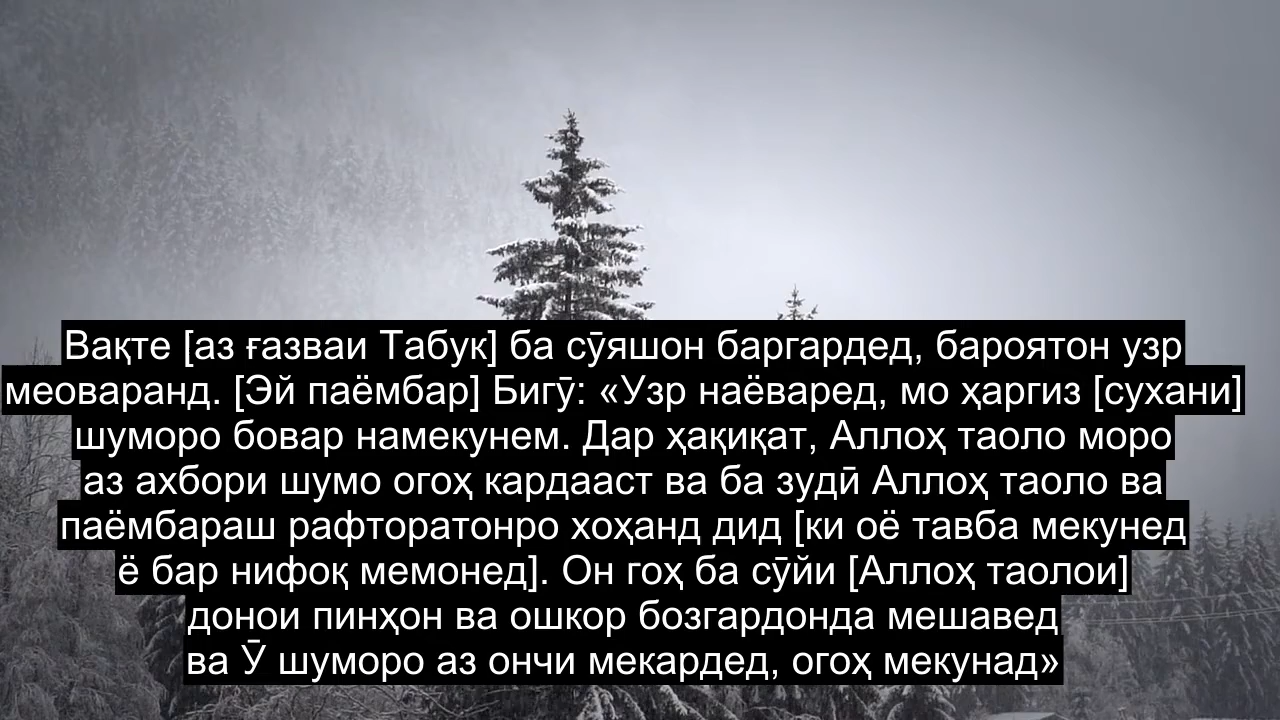 Вақте [аз ғазваи Табук] ба сӯяшон баргардед, бароятон узр
меоваранд. [Эй паёмбар] Бигӯ: «Узр наёваред, мо ҳаргиз [сухани]
шуморо бовар намекунем. Дар ҳақиқат, Аллоҳ таоло моро
аз ахбори шумо огоҳ кардааст ва ба зудӣ Аллоҳ таоло ва
паёмбараш рафторатонро хоҳанд дид [ки оё тавба мекунед
ё бар нифоқ мемонед]. Он гоҳ ба сӯйи [Аллоҳ таолои]
донои пинҳон ва ошкор бозгардонда мешавед
ва Ӯ шуморо аз ончи мекардед, огоҳ мекунад»